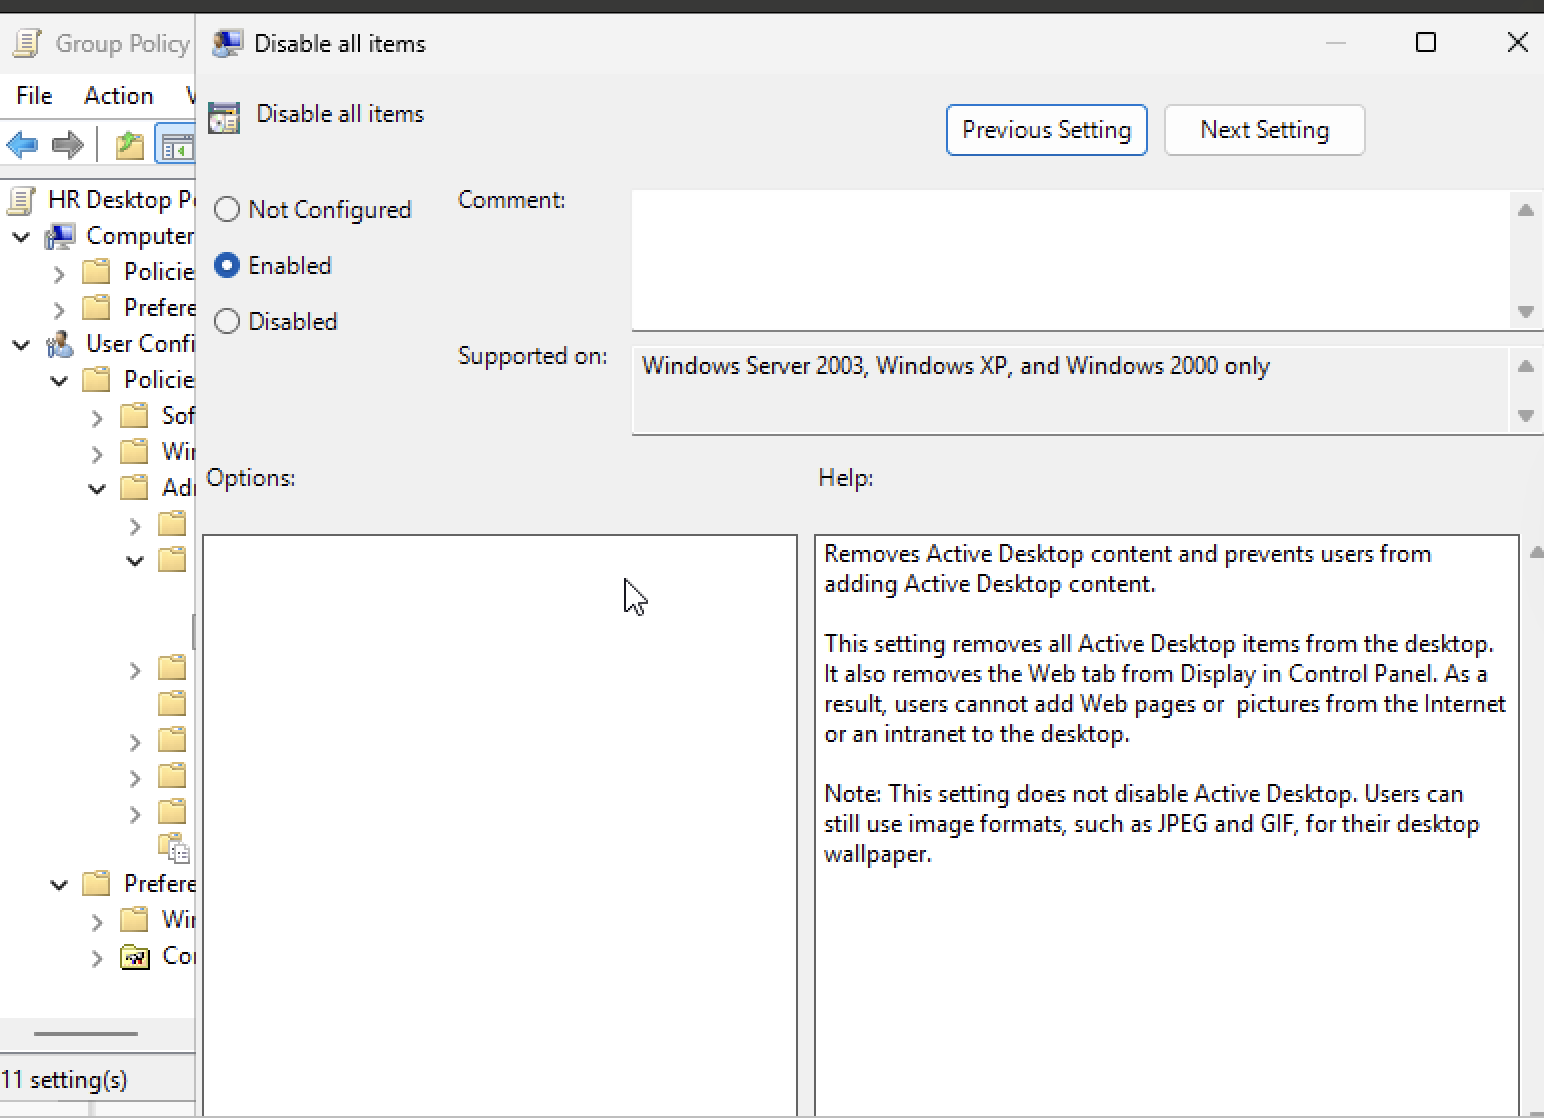 Group Policy
Disable all items
File Action
Disable all items
Previous Setting
Next Setting
Not Configured
Enabled
Disabled
Comment:
Supported on:
Windows Server 2003, Windows XP, and Windows 2000 only
Options:
Help:
Removes Active Desktop content and prevents users from
adding Active Desktop content.
This setting removes all Active Desktop items from the desktop.
It also removes the Web tab from Display in Control Panel. As a
result, users cannot add Web pages or  pictures from the Internet
or an intranet to the desktop.
Note: This setting does not disable Active Desktop. Users can
still use image formats, such as JPEG and GIF, for their desktop
wallpaper.
HR Desktop P
Computer
Policie
Prefere
User Confi
Policie
Sof
Wi
Ad
Prefere
Wi
Co
11 setting(s)